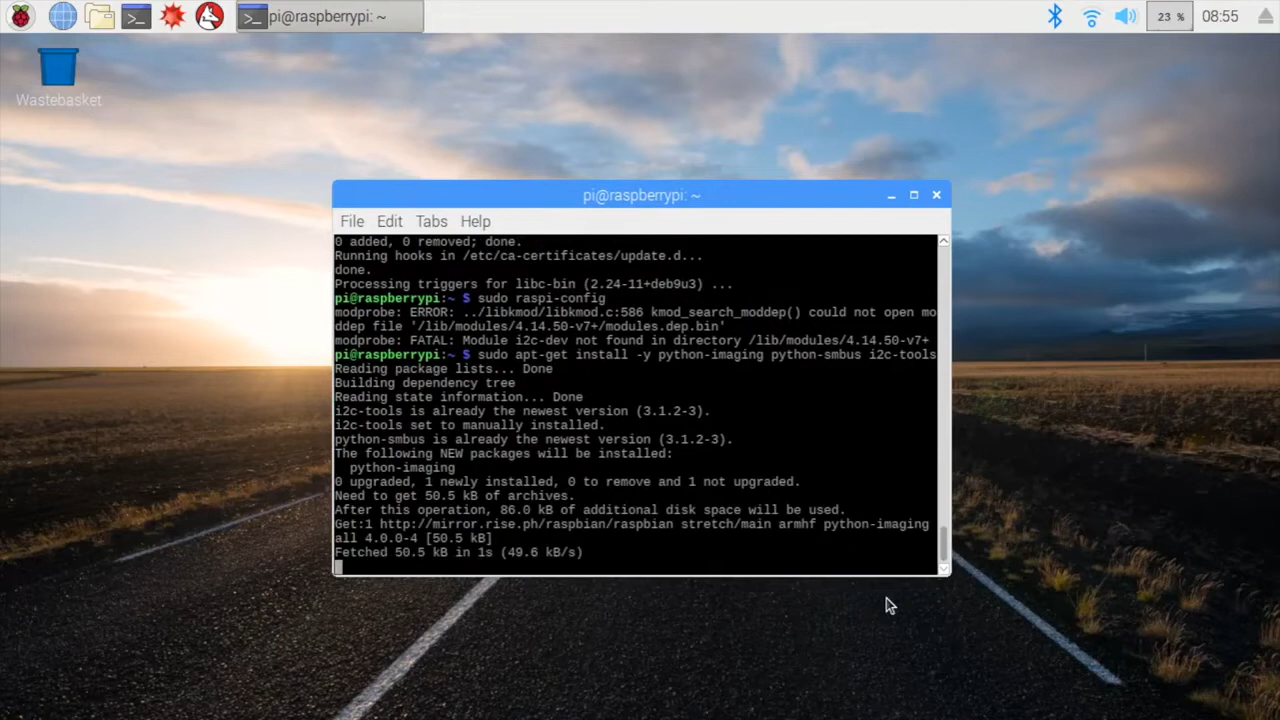 pi@raspberrypi: ~
23 %
08:55
Wastebasket
pi@raspberrypi: ~
File Edit Tabs Help
0 added, 0 removed; done.
Running hooks in /etc/ca-certificates/update.d...
done.
Processing triggers for libc-bin (2.24-11+deb9u3) ...
pi@raspberrypi:~ $ sudo raspi-config
modprobe: ERROR: ../libkmod/libkmod.c:586 kmod_search_moddep() could not open mo
ddep file '/lib/modules/4.14.50-v7+/modules.dep.bin'
modprobe: FATAL: Module i2c-dev not found in directory /lib/modules/4.14.50-v7+
pi@raspberrypi:~ $ sudo apt-get install -y python-imaging python-smbus i2c-tools
Reading package lists... Done
Building dependency tree
Reading state information... Done
i2c-tools is already the newest version (3.1.2-3).
i2c-tools set to manually installed.
python-smbus is already the newest version (3.1.2-3).
The following NEW packages will be installed:
  python-imaging
0 upgraded, 1 newly installed, 0 to remove and 1 not upgraded.
Need to get 50.5 kB of archives.
After this operation, 86.0 kB of additional disk space will be used.
Get:1 http://mirror.rise.ph/raspbian/raspbian stretch/main armhf python-imaging
all 4.0.0-4 [50.5 kB]
Fetched 50.5 kB in 1s (49.6 kB/s)